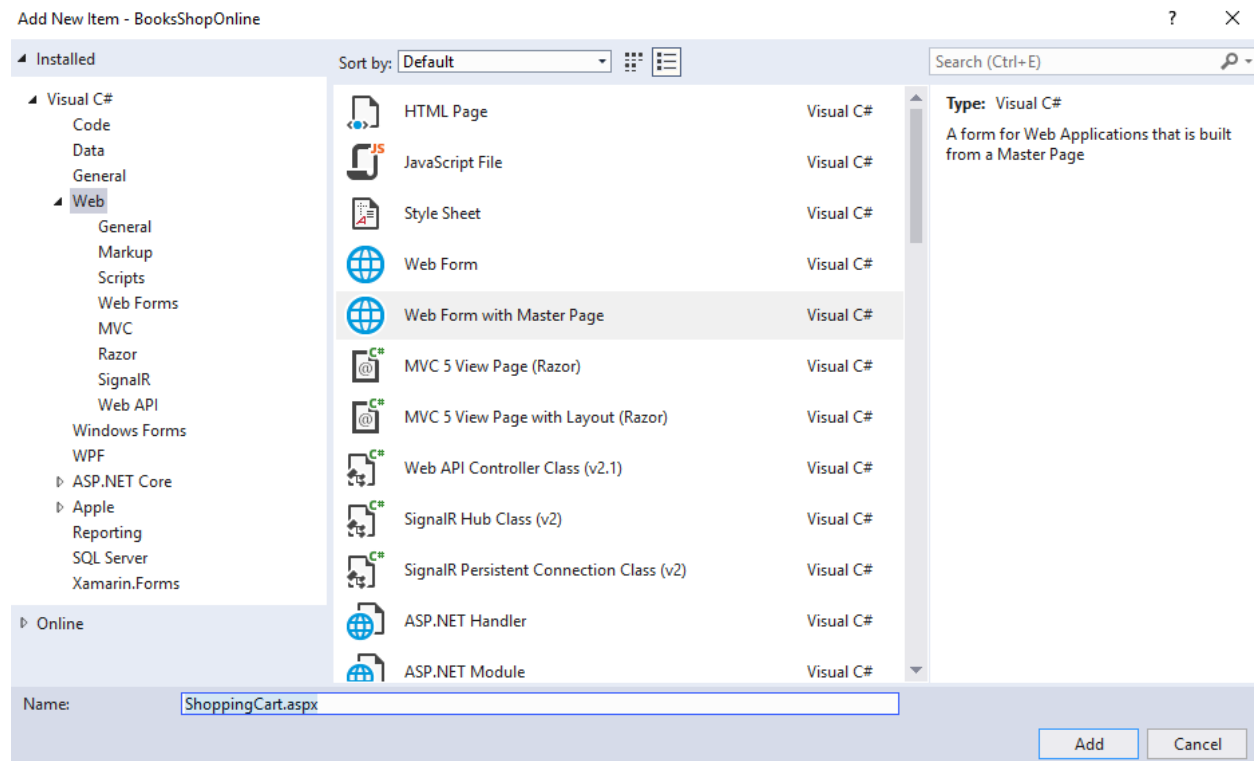 Add New Item - BooksShopOnline
? X
Installed
Sort by: Default
Search (Ctrl+E)
Visual C#
Code
Data
General
Web
General
Markup
Scripts
Web Forms
MVC
Razor
SignalR
Web API
Windows Forms
WPF
ASP.NET Core
Apple
Reporting
SQL Server
Xamarin.Forms
Online
HTML Page Visual C#
JS
JavaScript File Visual C#
A
Style Sheet Visual C#
Web Form Visual C#
Web Form with Master Page Visual C#
C#
@
MVC 5 View Page (Razor) Visual C#
C#
@
MVC 5 View Page with Layout (Razor) Visual C#
C#
Web API Controller Class (v2.1) Visual C#
C#
SignalR Hub Class (v2) Visual C#
C#
SignalR Persistent Connection Class (v2) Visual C#
ASP.NET Handler Visual C#
ASP.NET Module Visual C#
Type: Visual C#
A form for Web Applications that is built
from a Master Page
Name: ShoppingCart.aspx
Add Cancel